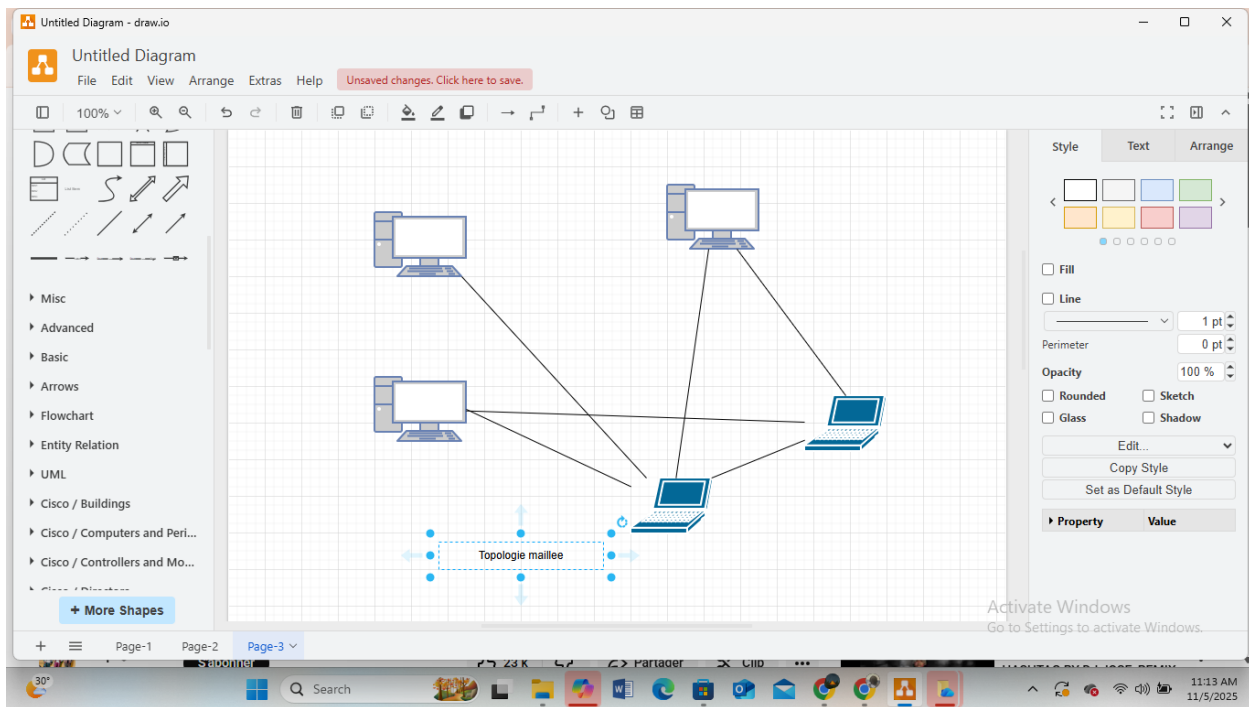 Untitled Diagram - draw.io
Untitled Diagram
File Edit View Arrange Extras Help Unsaved changes. Click here to save.
100%
Style Text Arrange
Misc
Advanced
Basic
Arrows
Flowchart
Entity Relation
UML
Cisco / Buildings
Cisco / Computers and Peri...
Cisco / Controllers and Mo...
+ More Shapes
Topologie maillee
Fill
Line
1 pt
Perimeter 0 pt
Opacity 100 %
Rounded Sketch
Glass Shadow
Edit...
Copy Style
Set as Default Style
Property Value
Activate Windows
Go to Settings to activate Windows.
Page-1 Page-2 Page-3
S'abonner 23 K Partager Clip
30°
Search
11:13 AM
11/5/2025